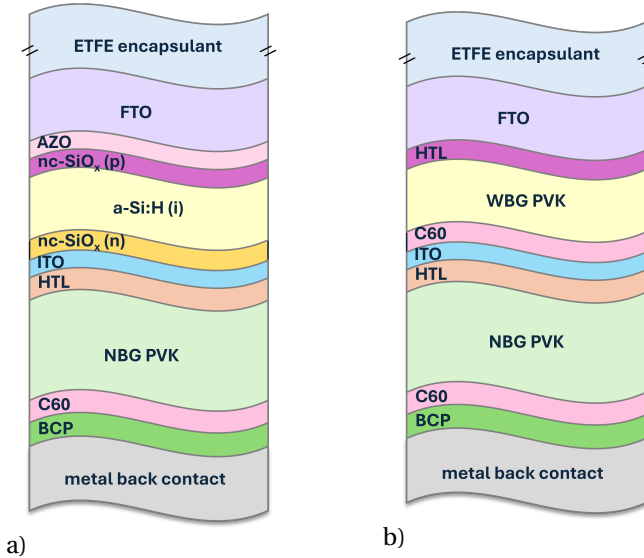 ETFE encapsulant
FTO
AZO
nc-SiOₓ (p)
a-Si:H (i)
nc-SiOₓ (n)
ITO
HTL
NBG PVK
C60
BCP
metal back contact
a)
ETFE encapsulant
FTO
HTL
WBG PVK
C60
ITO
HTL
NBG PVK
C60
BCP
metal back contact
b)